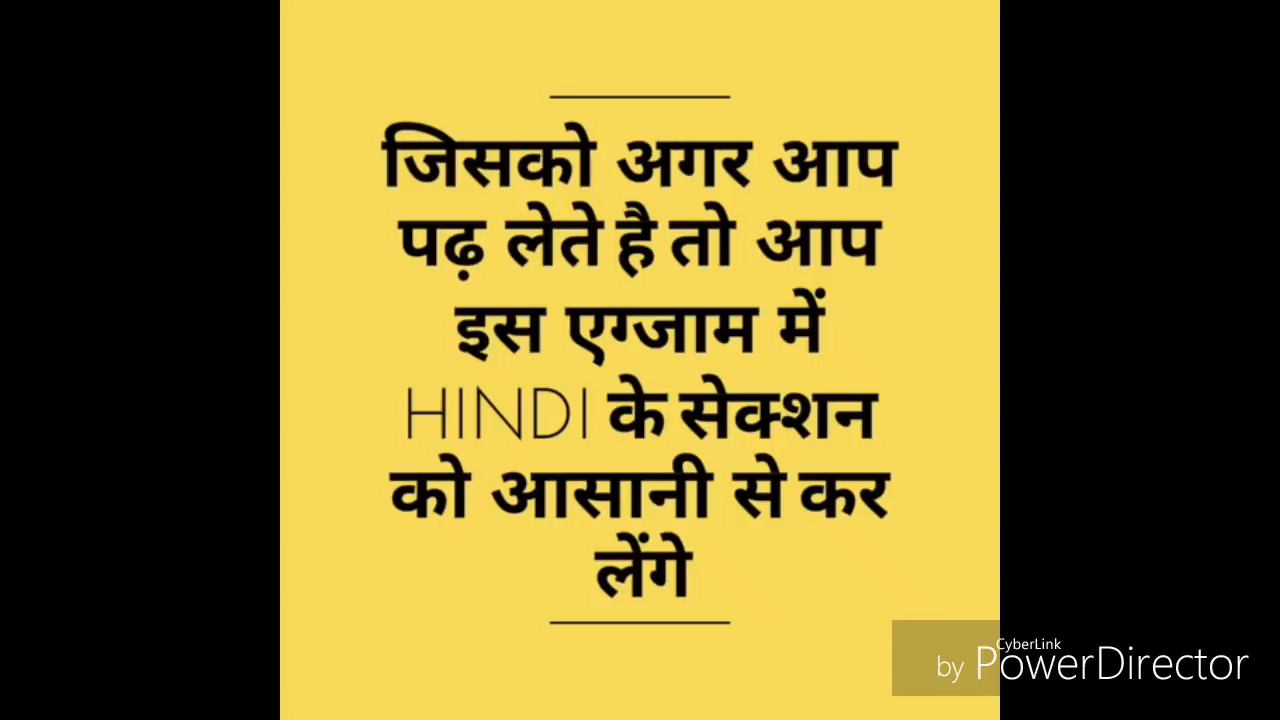 जिसको अगर आप
पढ़ लेते है तो आप
इस एग्जाम में
HINDI के सेक्शन
को आसानी से कर
लेंगे
CyberLink
by PowerDirector